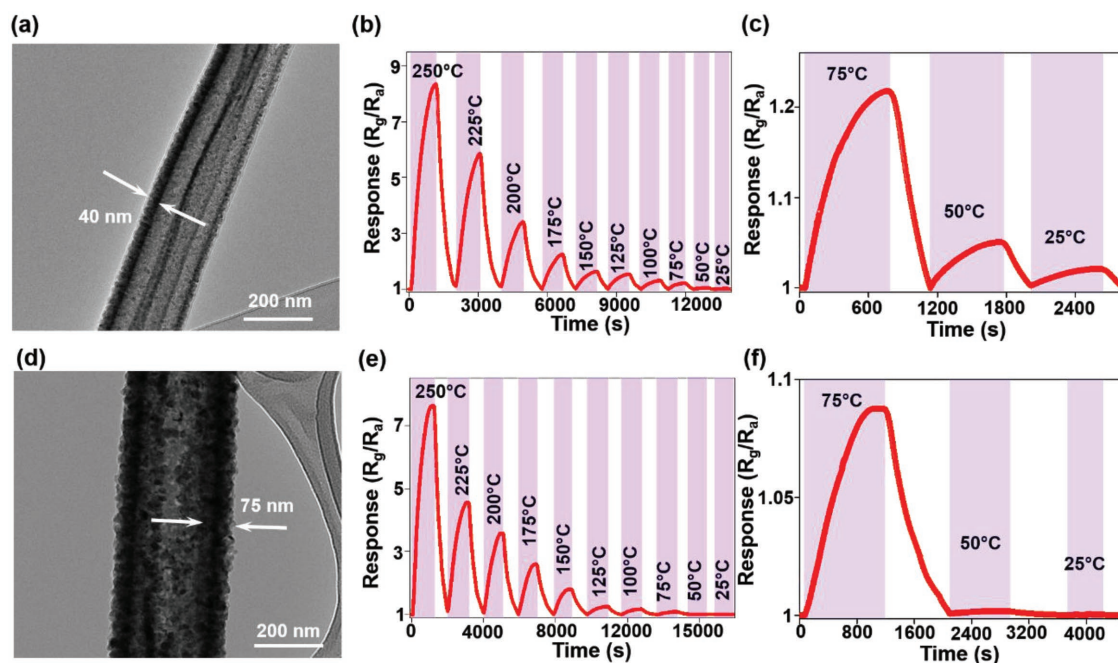 (a)
40 nm
200 nm
(b)
Response (Rg/Ra)
9
7
5
3
1
250°C
225°C
200°C
175°C
150°C
125°C
100°C
75°C
50°C
25°C
0
3000
6000
9000
12000
Time (s)
(c)
Response (Rg/Ra)
1.2
1.1
1
75°C
50°C
25°C
0
600
1200
1800
2400
Time (s)
(d)
75 nm
200 nm
(e)
Response (Rg/Ra)
7
5
3
1
250°C
225°C
200°C
175°C
150°C
125°C
100°C
75°C
50°C
25°C
0
4000
8000
12000
16000
Time (s)
(f)
Response (Rg/Ra)
1.1
1.05
1
75°C
50°C
25°C
0
800
1600
2400
3200
4000
Time (s)